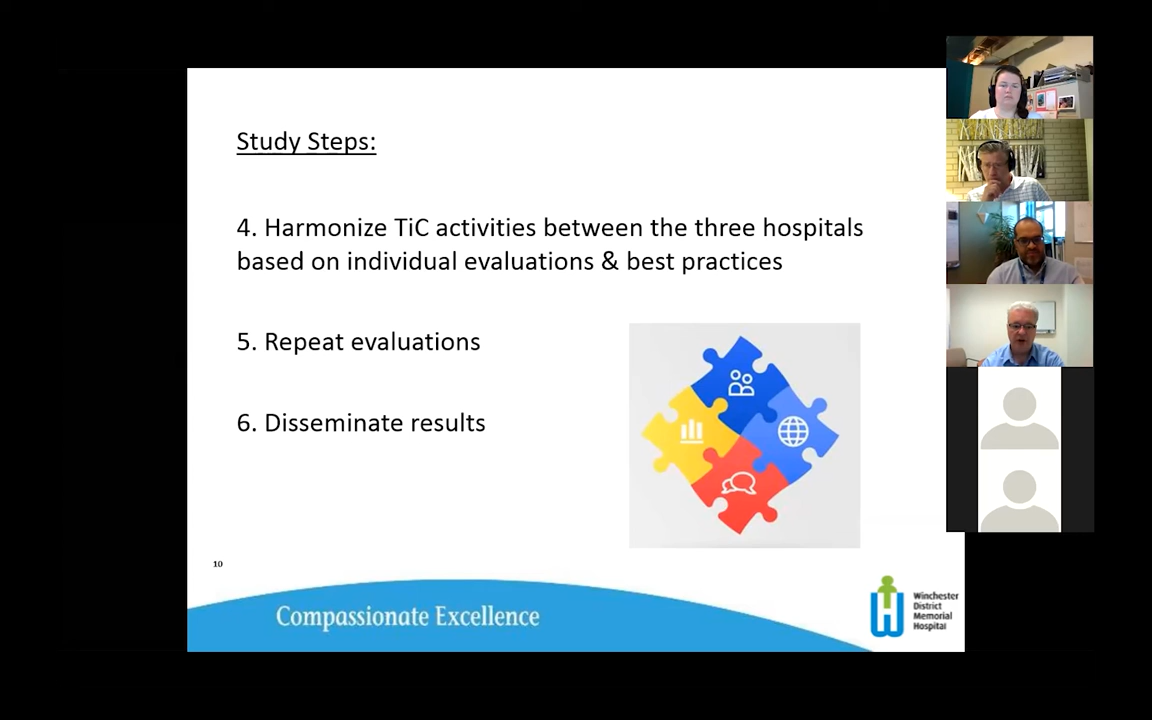 Study Steps:
4. Harmonize TiC activities between the three hospitals
based on individual evaluations & best practices
5. Repeat evaluations
6. Disseminate results
10
Compassionate Excellence
Winchester
District
Memorial
Hospital